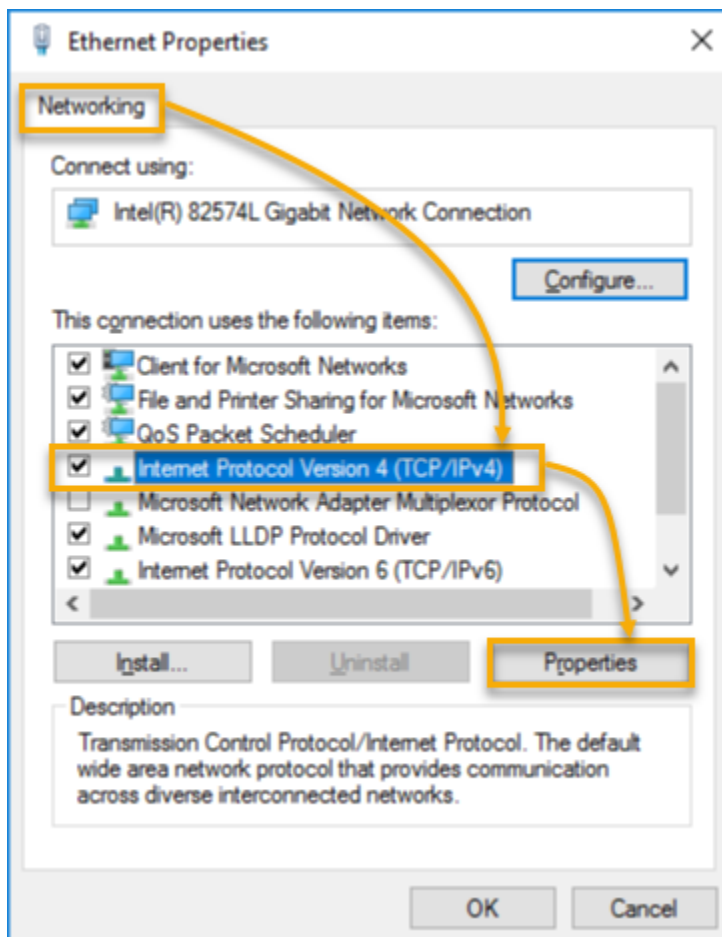 Ethernet Properties
Networking
Connect using:
Intel(R) 82574L Gigabit Network Connection
Configure...
This connection uses the following items:
Client for Microsoft Networks
File and Printer Sharing for Microsoft Networks
QoS Packet Scheduler
Internet Protocol Version 4 (TCP/IPv4)
Microsoft Network Adapter Multiplexor Protocol
Microsoft LLDP Protocol Driver
Internet Protocol Version 6 (TCP/IPv6)
Install... Uninstall Properties
Description
Transmission Control Protocol/Internet Protocol. The default
wide area network protocol that provides communication
across diverse interconnected networks.
OK Cancel